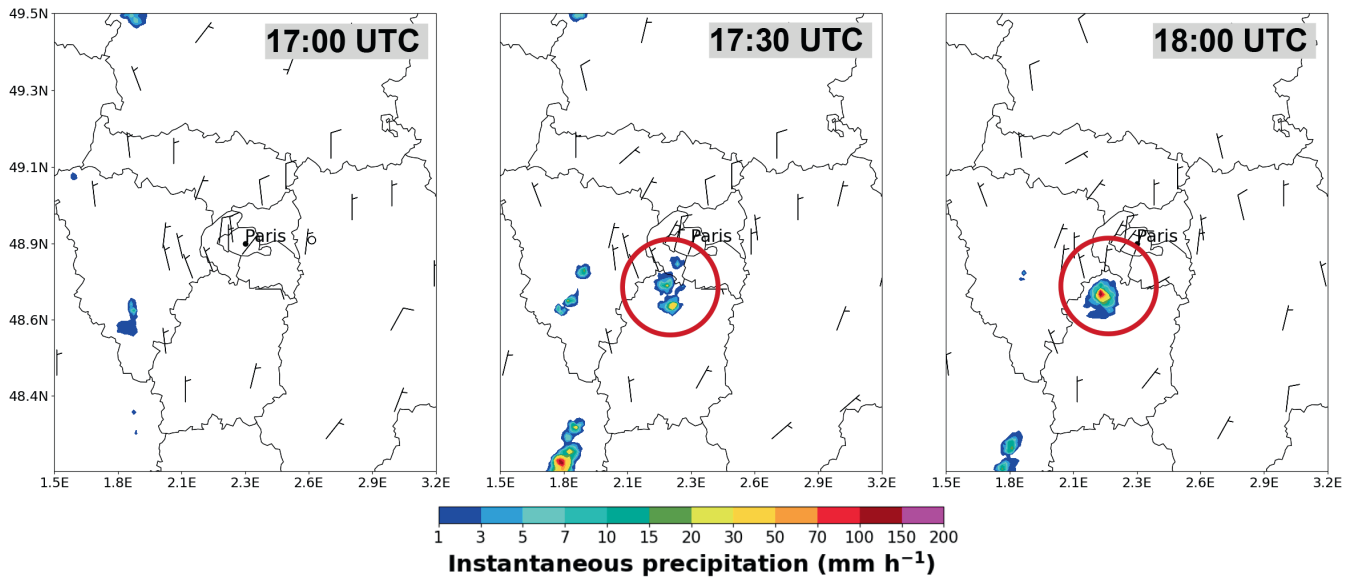 17:00 UTC
17:30 UTC
18:00 UTC
49.5N
49.3N
49.1N
48.9N
48.6N
48.4N
Paris
Paris
Paris
1.5E 1.8E 2.1E 2.3E 2.6E 2.9E 3.2E
1.5E 1.8E 2.1E 2.3E 2.6E 2.9E 3.2E
1.5E 1.8E 2.1E 2.3E 2.6E 2.9E 3.2E
1 3 5 7 10 15 20 30 50 70 100 150 200
Instantaneous precipitation (mm h⁻¹)